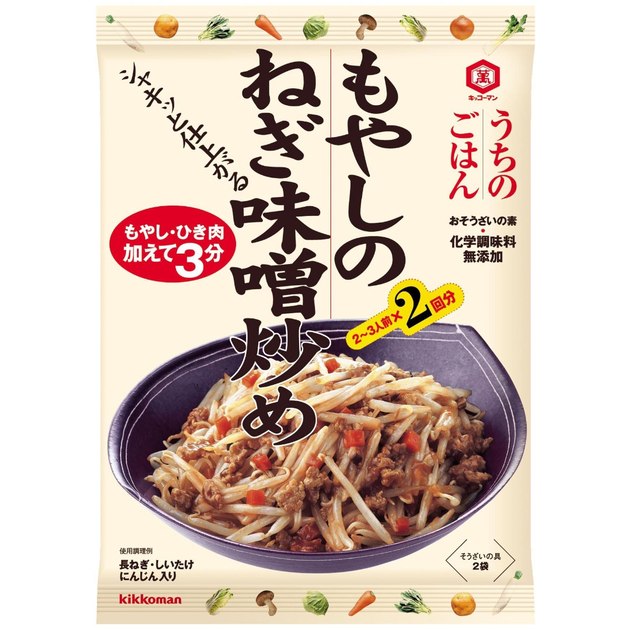 萬
キッコーマン
うちの
ごはん
おそうざいの素
・
化学調味料
無添加
もやしの
ねぎ味噌炒め
シャキッと仕上がる
もやし・ひき肉
加えて3分
2〜3人前×2回分
使用調理例
長ねぎ・しいたけ
にんじん入り
そうざいの具
2袋
kikkoman